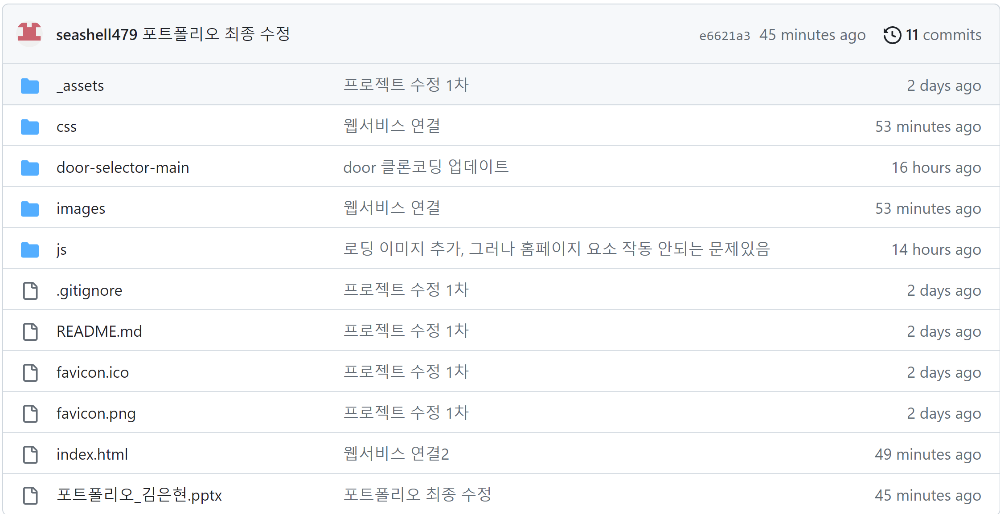 seashell479 포트폴리오 최종 수정 e6621a3 45 minutes ago 11 commits
_assets 프로젝트 수정 1차 2 days ago
css 웹서비스 연결 53 minutes ago
door-selector-main door 클론코딩 업데이트 16 hours ago
images 웹서비스 연결 53 minutes ago
js 로딩 이미지 추가, 그러나 홈페이지 요소 작동 안되는 문제있음 14 hours ago
.gitignore 프로젝트 수정 1차 2 days ago
README.md 프로젝트 수정 1차 2 days ago
favicon.ico 프로젝트 수정 1차 2 days ago
favicon.png 프로젝트 수정 1차 2 days ago
index.html 웹서비스 연결2 49 minutes ago
포트폴리오_김은현.pptx 포트폴리오 최종 수정 45 minutes ago